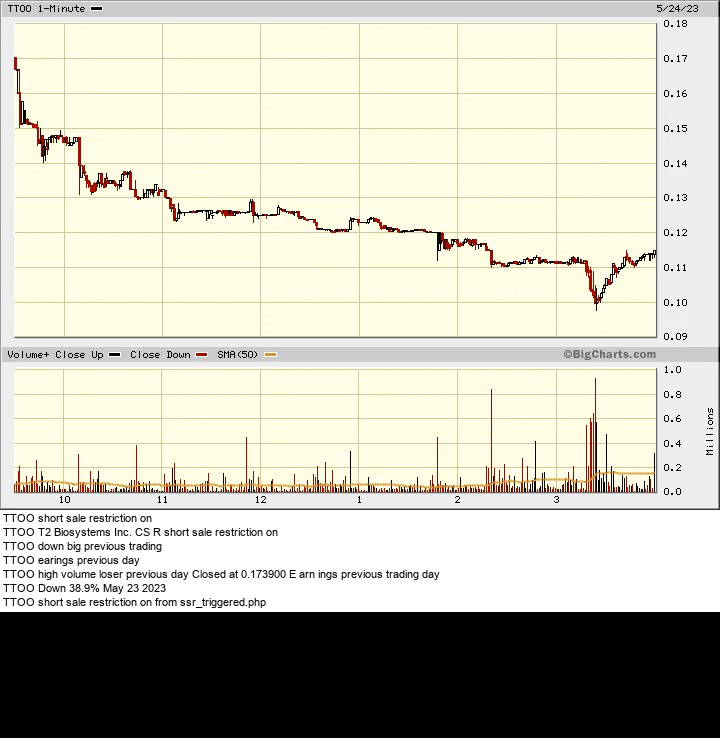 TTOO 1-Minute 5/24/23
0.18
0.17
0.16
0.15
0.14
0.13
0.12
0.11
0.10
0.09
Volume+ Close Up Close Down SMA(50) ©BigCharts.com
1.0
0.8
0.6
0.4
0.2
0.0
Millions
10 11 12 1 2 3
TTOO short sale restriction on
TTOO T2 Biosystems Inc. CS R short sale restriction on
TTOO down big previous trading
TTOO earings previous day
TTOO high volume loser previous day Closed at 0.173900 E arn ings previous trading day
TTOO Down 38.9% May 23 2023
TTOO short sale restriction on from ssr_triggered.php